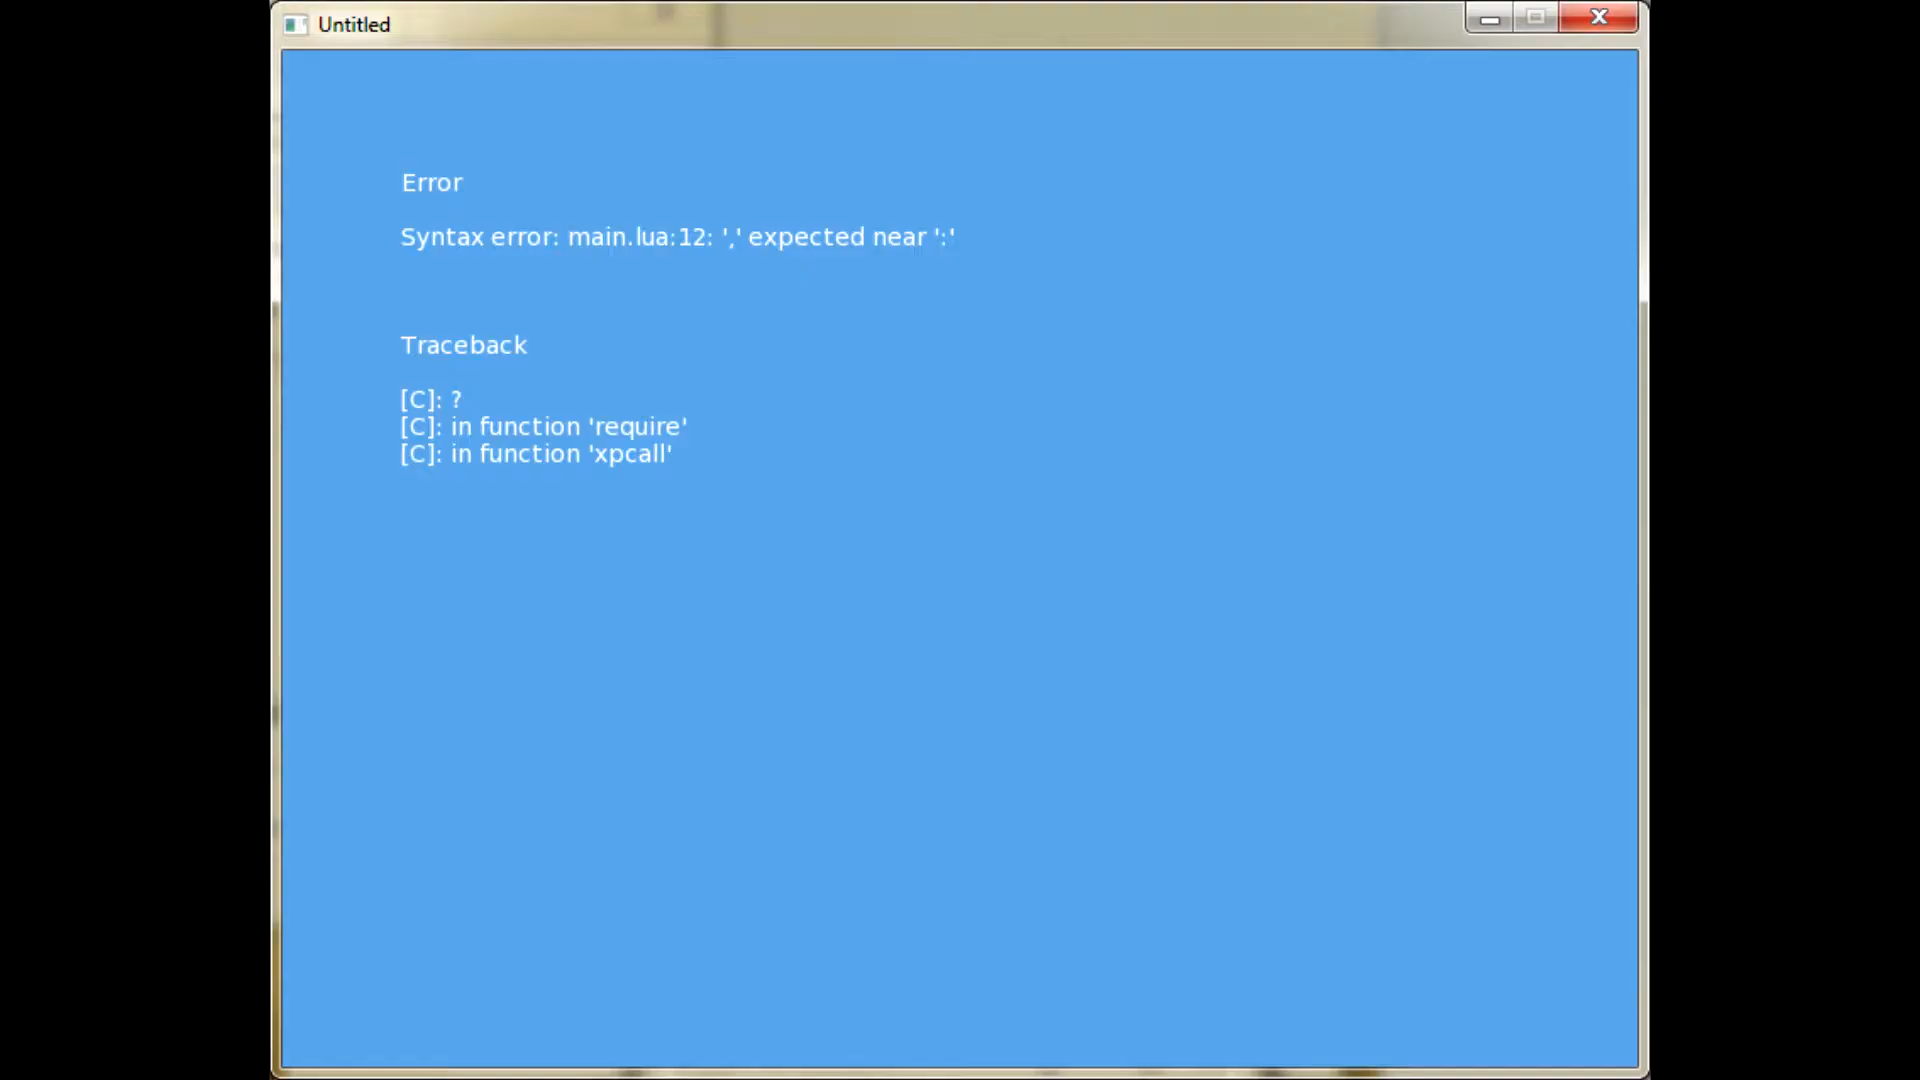 Untitled
Error
Syntax error: main.lua:12: ',' expected near ':'
Traceback
[C]: ?
[C]: in function 'require'
[C]: in function 'xpcall'